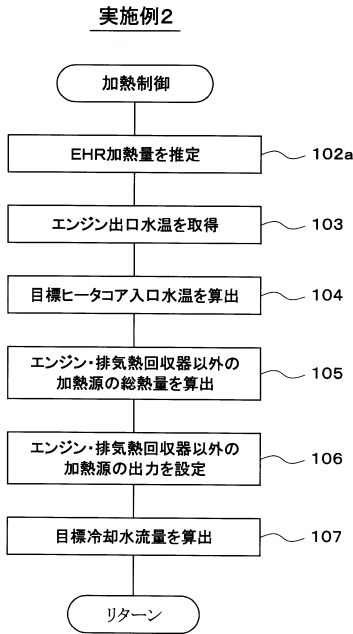 実施例2
加熱制御
EHR加熱量を推定
102a
エンジン出口水温を取得
103
目標ヒータコア入口水温を算出
104
エンジン・排気熱回収器以外の
加熱源の総熱量を算出
105
エンジン・排気熱回収器以外の
加熱源の出力を設定
106
目標冷却水流量を算出
107
リターン